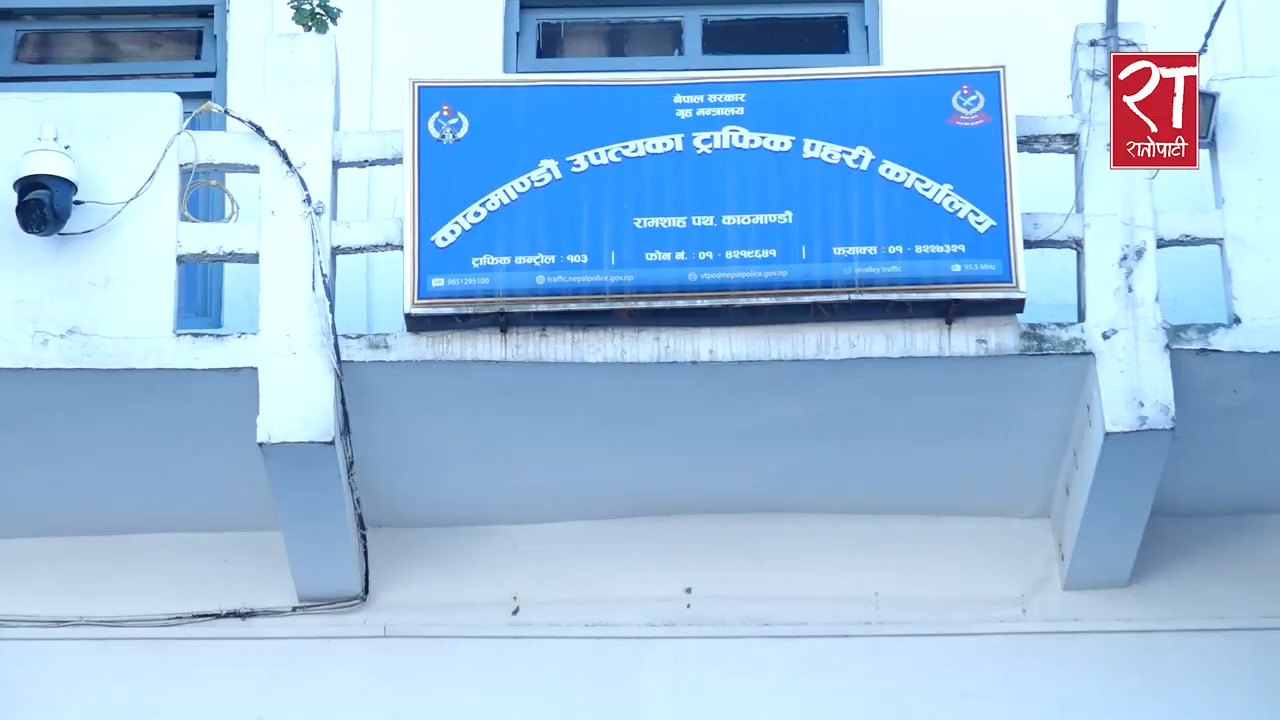 नेपाल सरकार
गृह मन्त्रालय
काठमाण्डौं उपत्यका ट्राफिक प्रहरी कार्यालय
रामशाह पथ, काठमाण्डौ
ट्राफिक कन्ट्रोल : १०३ | फोन नं. : ०१ - ४२१९६४१ | फ्याक्स : ०१ - ४२२७३२१
9851295100 traffic.nepalpolice.gov.np vtpo@nepalpolice.gov.np @valley traffic 95.5 MHz
रा
रातोपाटी